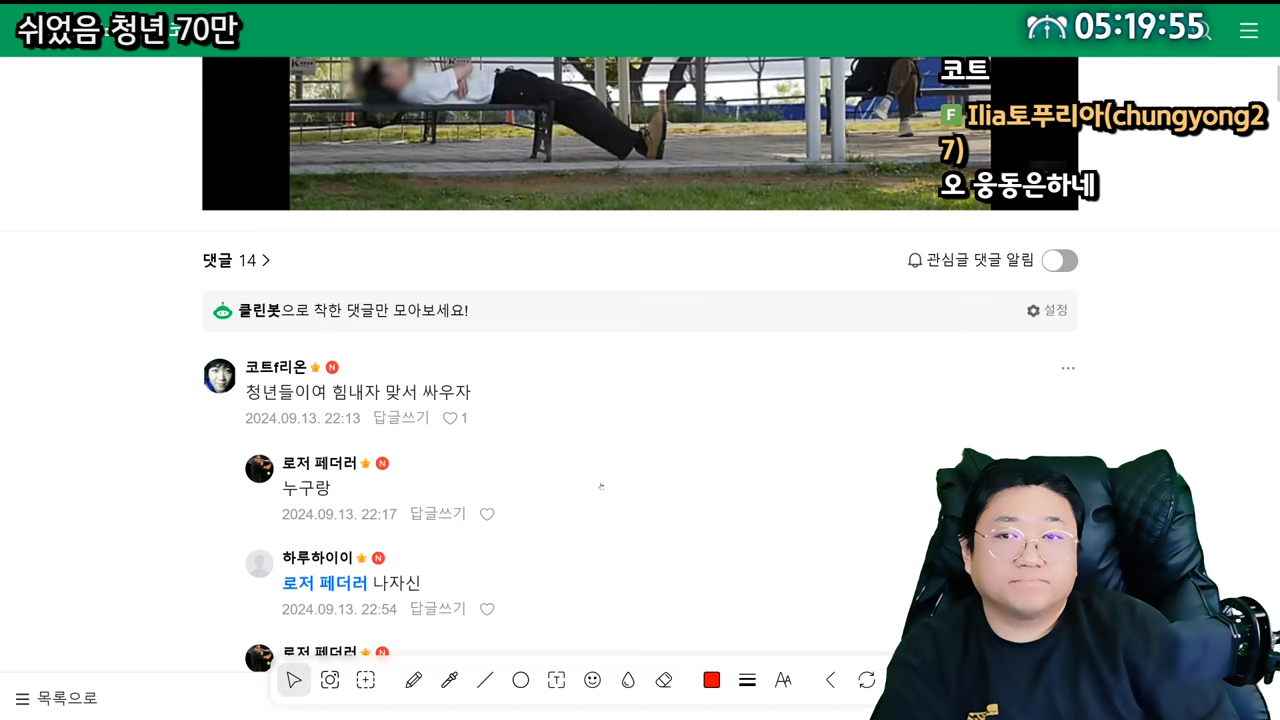 쉬었음 청년 70만
05:19:55
코트
F Ilia토푸리아(chungyong2
7)
오 웅동은하네
댓글 14
관심글 댓글 알림
클린봇으로 착한 댓글만 모아보세요!
설정
코트f리온 N
청년들이여 힘내자 맞서 싸우자
2024.09.13. 22:13 답글쓰기 1
로저 페더러 N
누구랑
2024.09.13. 22:17 답글쓰기
하루하이이 N
로저 페더러 나자신
2024.09.13. 22:54 답글쓰기
로저 페더러 N
목록으로